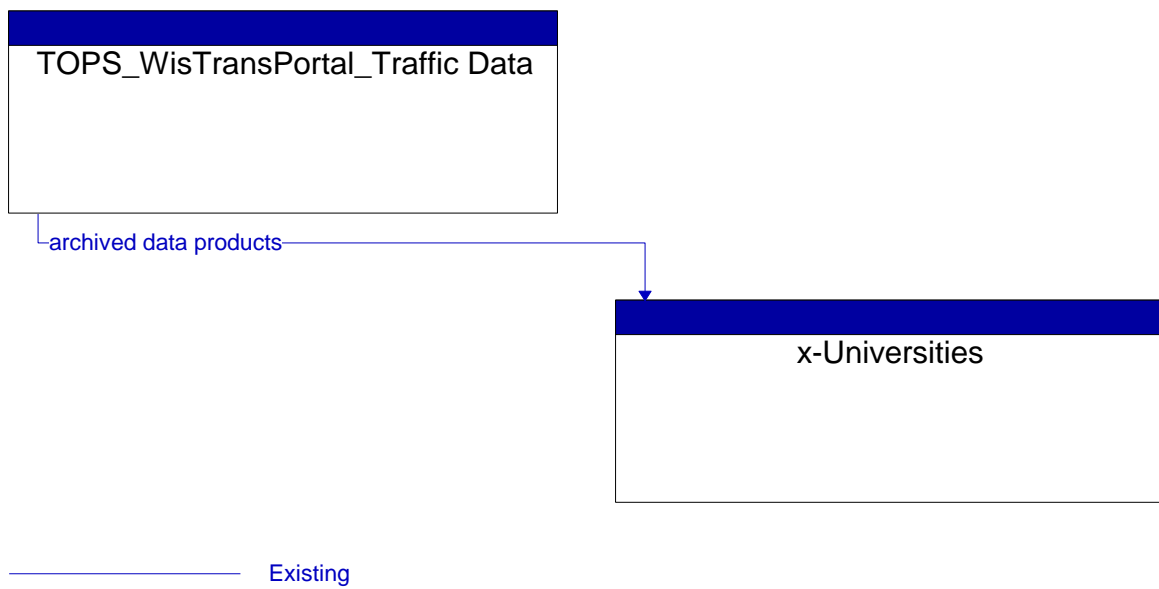 TOPS_WisTransPortal_Traffic Data
archived data products
x-Universities
Existing